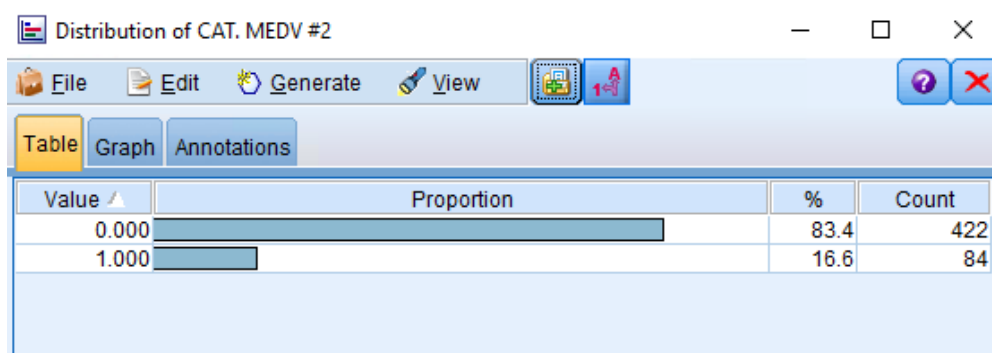 Distribution of CAT. MEDV #2
File Edit Generate View 1 A
Table Graph Annotations
Value Proportion % Count
0.000 83.4 422
1.000 16.6 84